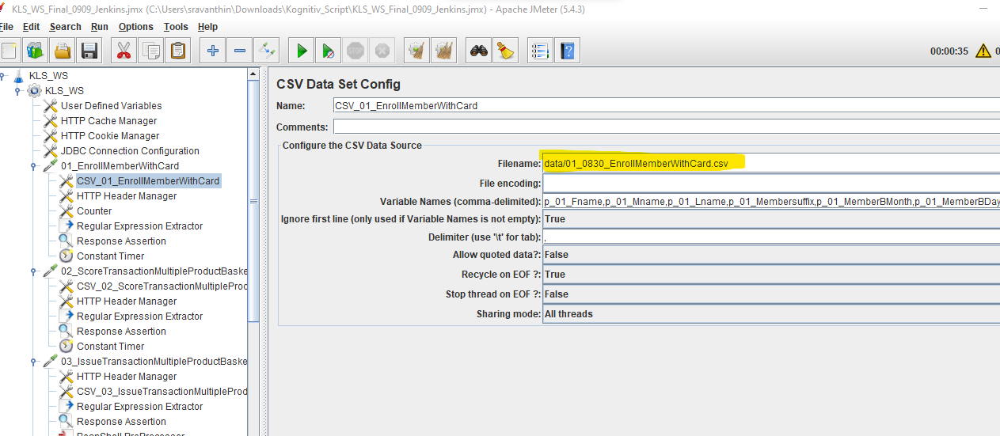 KLS_WS_Final_0909_Jenkins.jmx (C:\Users\sravanthin\Downloads\Kognitiv_Script\KLS_WS_Final_0909_Jenkins.jmx) - Apache JMeter (5.4.3)
File Edit Search Run Options Tools Help
00:00:35 0
KLS_WS
KLS_WS
User Defined Variables
HTTP Cache Manager
HTTP Cookie Manager
JDBC Connection Configuration
01_EnrollMemberWithCard
CSV_01_EnrollMemberWithCard
HTTP Header Manager
Counter
Regular Expression Extractor
Response Assertion
Constant Timer
02_ScoreTransactionMultipleProductBaske
CSV_02_ScoreTransactionMultipleProdc
HTTP Header Manager
Regular Expression Extractor
Response Assertion
Constant Timer
03_IssueTransactionMultipleProductBaske
HTTP Header Manager
CSV_03_IssueTransactionMultipleProd
Regular Expression Extractor
Response Assertion
BeanShell PreProcessor
CSV Data Set Config
Name: CSV_01_EnrollMemberWithCard
Comments:
Configure the CSV Data Source
Filename: data/01_0830_EnrollMemberWithCard.csv
File encoding:
Variable Names (comma-delimited): p_01_Fname,p_01_Mname,p_01_Lname,p_01_Membersuffix,p_01_MemberBMonth,p_01_MemberBDay
Ignore first line (only used if Variable Names is not empty): True
Delimiter (use '\t' for tab): ,
Allow quoted data?: False
Recycle on EOF ?: True
Stop thread on EOF ?: False
Sharing mode: All threads